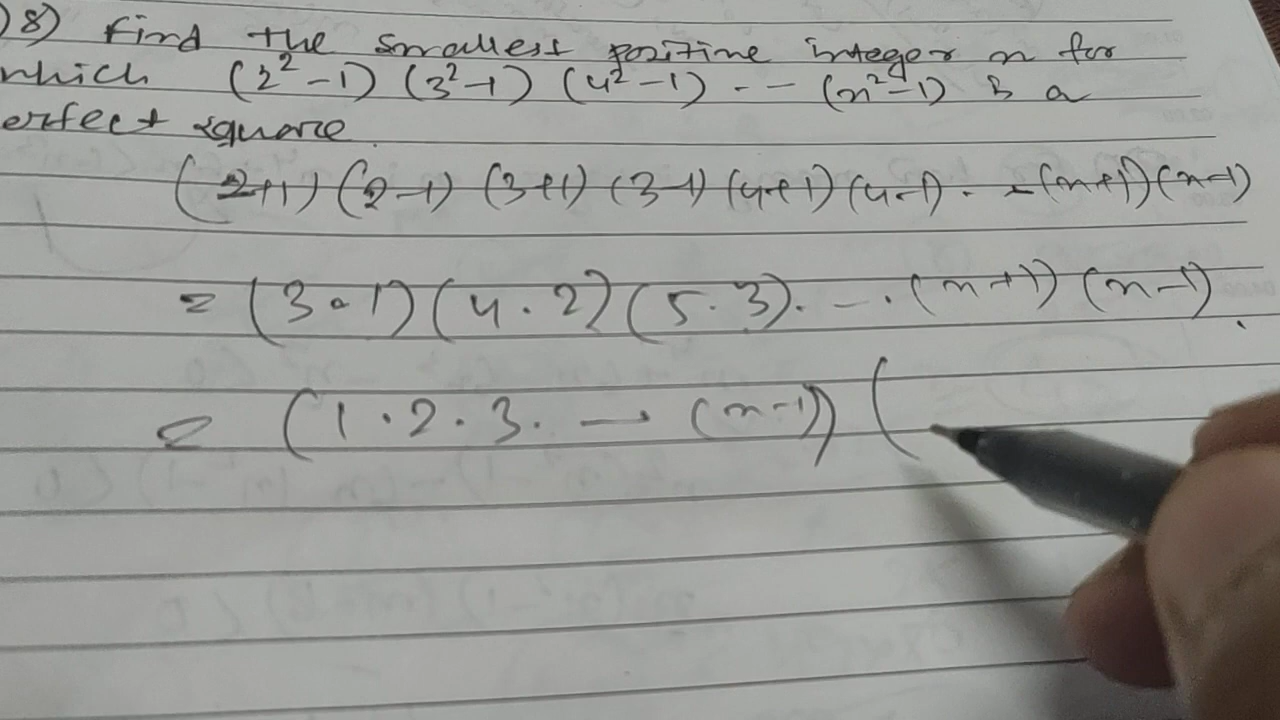 8) Find the smallest positive integer n for
which (2²-1) (3²-1) (4²-1) -- (n²-1) is a
erfect square.
(2+1) (2-1) (3+1) (3-1) (4+1) (4-1) - - (n+1) (n-1)
= (3·1) (4·2) (5·3). -. (n+1) (n-1).
= (1·2·3. — (n-1)) (